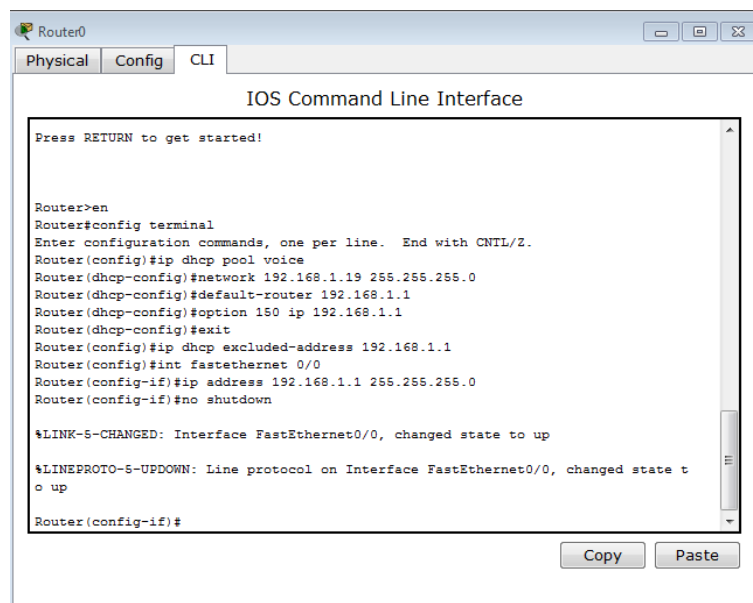 Router0
Physical Config CLI
IOS Command Line Interface
Press RETURN to get started!
Router>en
Router#config terminal
Enter configuration commands, one per line.  End with CNTL/Z.
Router(config)#ip dhcp pool voice
Router(dhcp-config)#network 192.168.1.19 255.255.255.0
Router(dhcp-config)#default-router 192.168.1.1
Router(dhcp-config)#option 150 ip 192.168.1.1
Router(dhcp-config)#exit
Router(config)#ip dhcp excluded-address 192.168.1.1
Router(config)#int fastethernet 0/0
Router(config-if)#ip address 192.168.1.1 255.255.255.0
Router(config-if)#no shutdown
%LINK-5-CHANGED: Interface FastEthernet0/0, changed state to up
%LINEPROTO-5-UPDOWN: Line protocol on Interface FastEthernet0/0, changed state t
o up
Router(config-if)#
Copy Paste